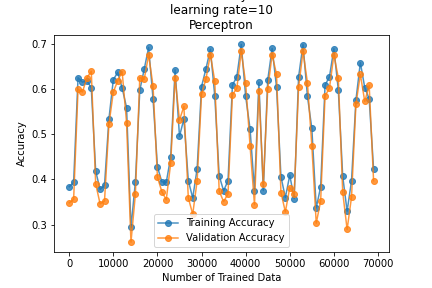 learning rate=10
Perceptron
0.7
0.6
0.5
0.4
0.3
Accuracy
Training Accuracy
Validation Accuracy
0
10000
20000
30000
40000
50000
60000
70000
Number of Trained Data